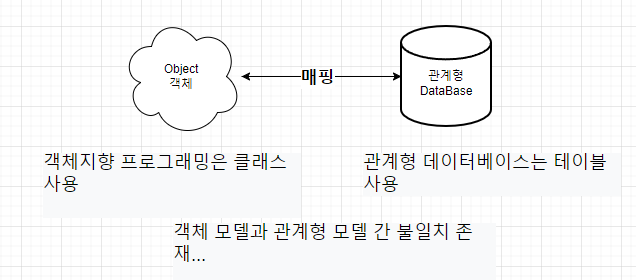 Object
객체
매핑
관계형
DataBase
객체지향 프로그래밍은 클래스
사용
관계형 데이터베이스는 테이블
사용
객체 모델과 관계형 모델 간 불일치 존
재...